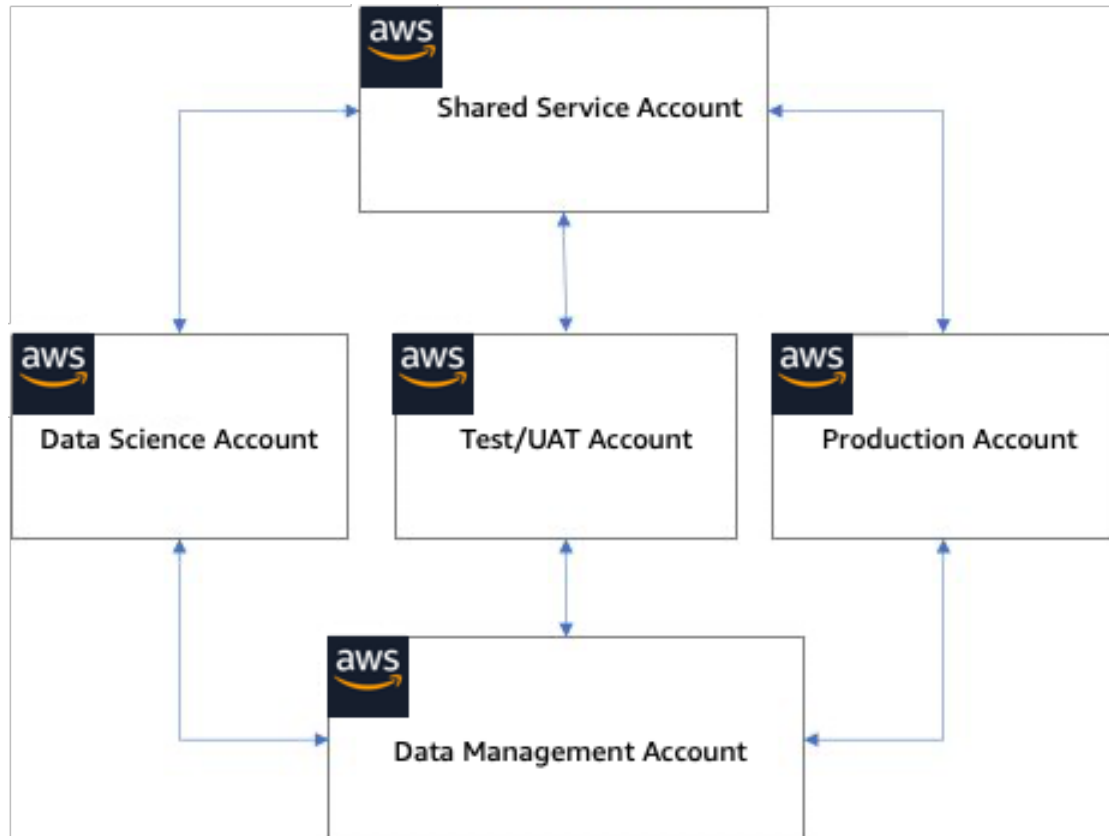 aws
Shared Service Account
aws
aws
aws
Data Science Account
Test/UAT Account
Production Account
aws
Data Management Account